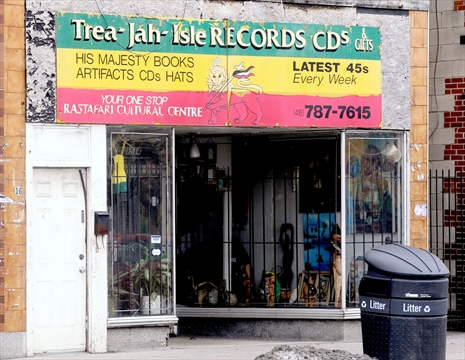 Trea-Jah-Isle RECORDS CDs & GIFTS
HIS MAJESTY BOOKS
ARTIFACTS CDs HATS
LATEST 45s
Every Week
YOUR ONE STOP
RASTAFARI CULTURAL CENTRE
(416) 787-7615
Litter
Litter